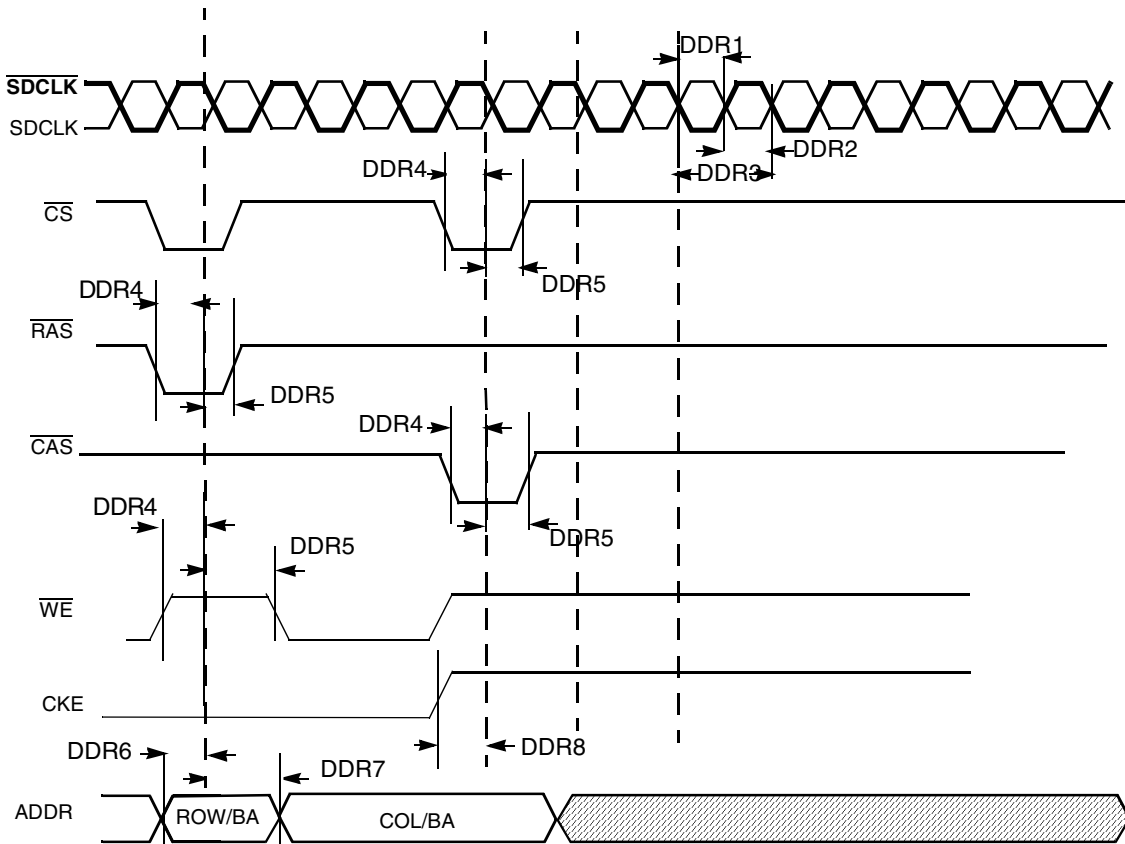 DDR1
SDCLK
SDCLK
DDR2
DDR4
DDR3
CS
DDR5
DDR4
RAS
DDR5
DDR4
CAS
DDR4
DDR5
DDR5
WE
CKE
DDR6
DDR8
DDR7
ADDR
ROW/BA
COL/BA